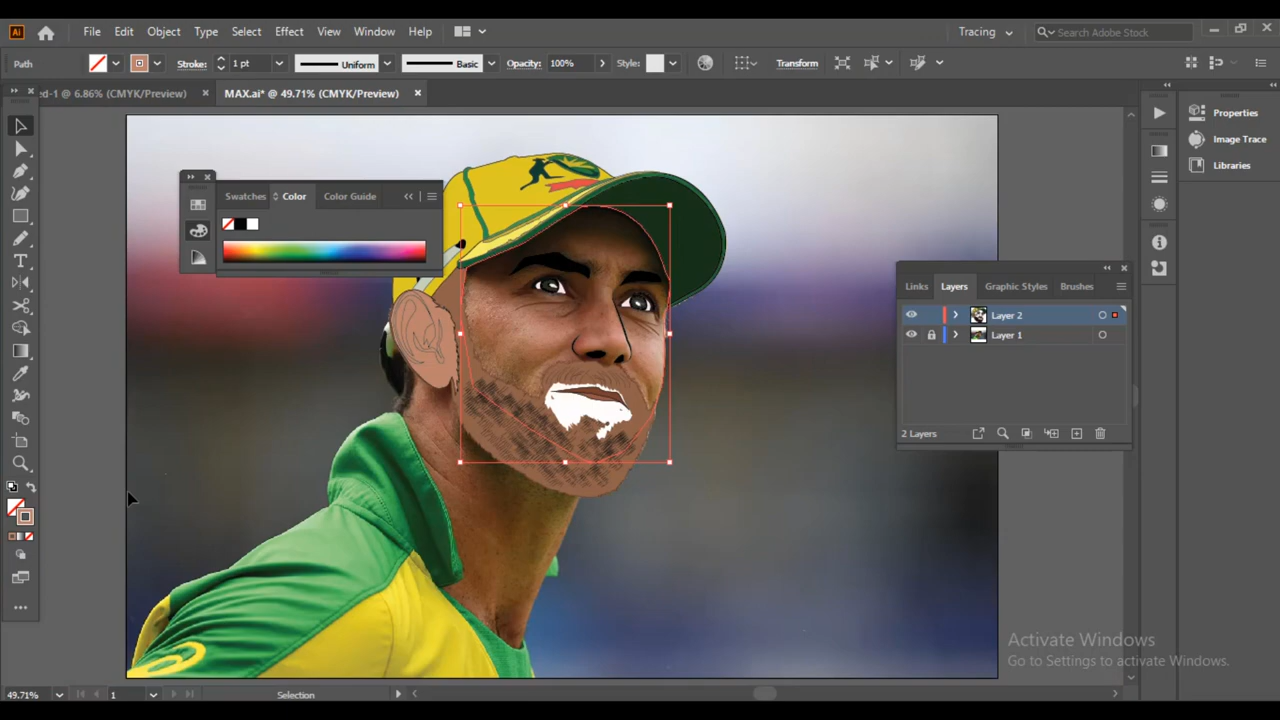 Ai
File Edit Object Type Select Effect View Window Help
Tracing
Search Adobe Stock
Path
Stroke:
1 pt
Uniform
Basic
Opacity:
100%
Style:
Transform
ed-1 @ 6.86% (CMYK/Preview)
MAX.ai* @ 49.71% (CMYK/Preview)
Properties
Image Trace
Libraries
Swatches
Color
Color Guide
Links
Layers
Graphic Styles
Brushes
Layer 2
Layer 1
2 Layers
Activate Windows
Go to Settings to activate Windows.
49.71%
1
Selection